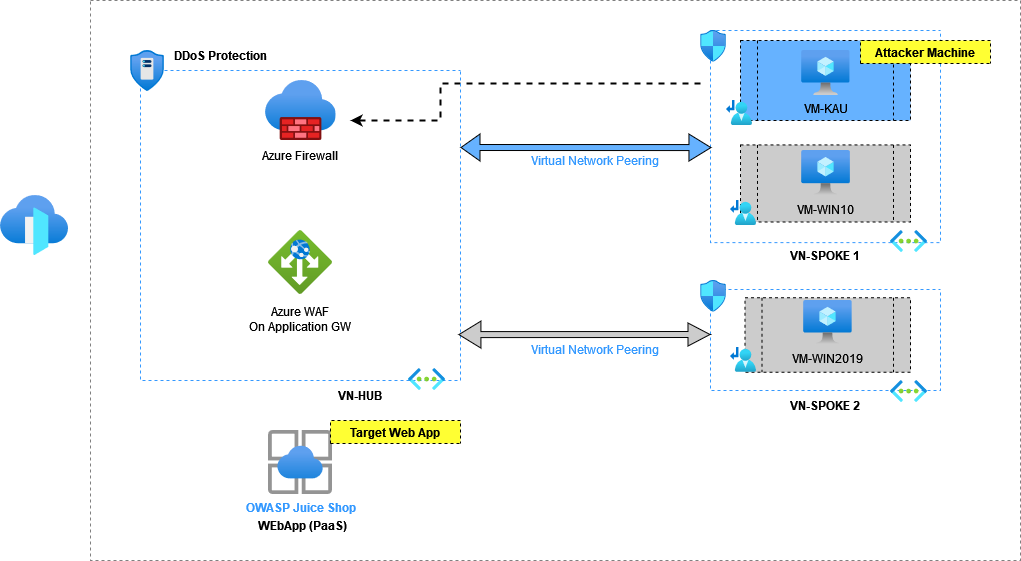 DDoS Protection
Azure Firewall
Azure WAF
On Application GW
VN-HUB
Target Web App
OWASP Juice Shop
WEbApp (PaaS)
Virtual Network Peering
Virtual Network Peering
Attacker Machine
VM-KAU
VM-WIN10
VN-SPOKE 1
VM-WIN2019
VN-SPOKE 2